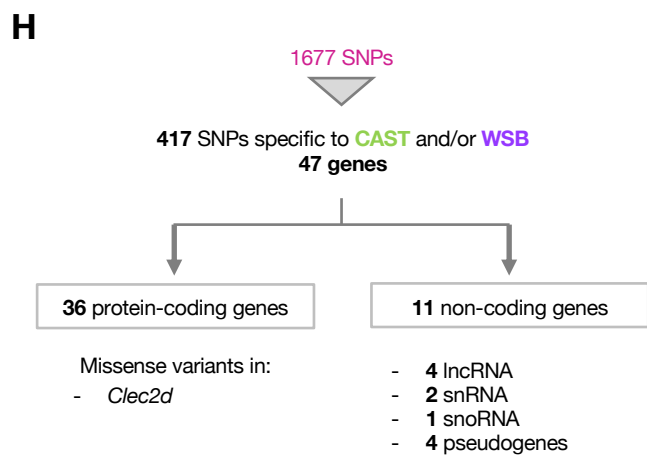 H
1677 SNPs
417 SNPs specific to CAST and/or WSB
47 genes
36 protein-coding genes
11 non-coding genes
Missense variants in:
- Clec2d
- 4 lncRNA
- 2 snRNA
- 1 snoRNA
- 4 pseudogenes